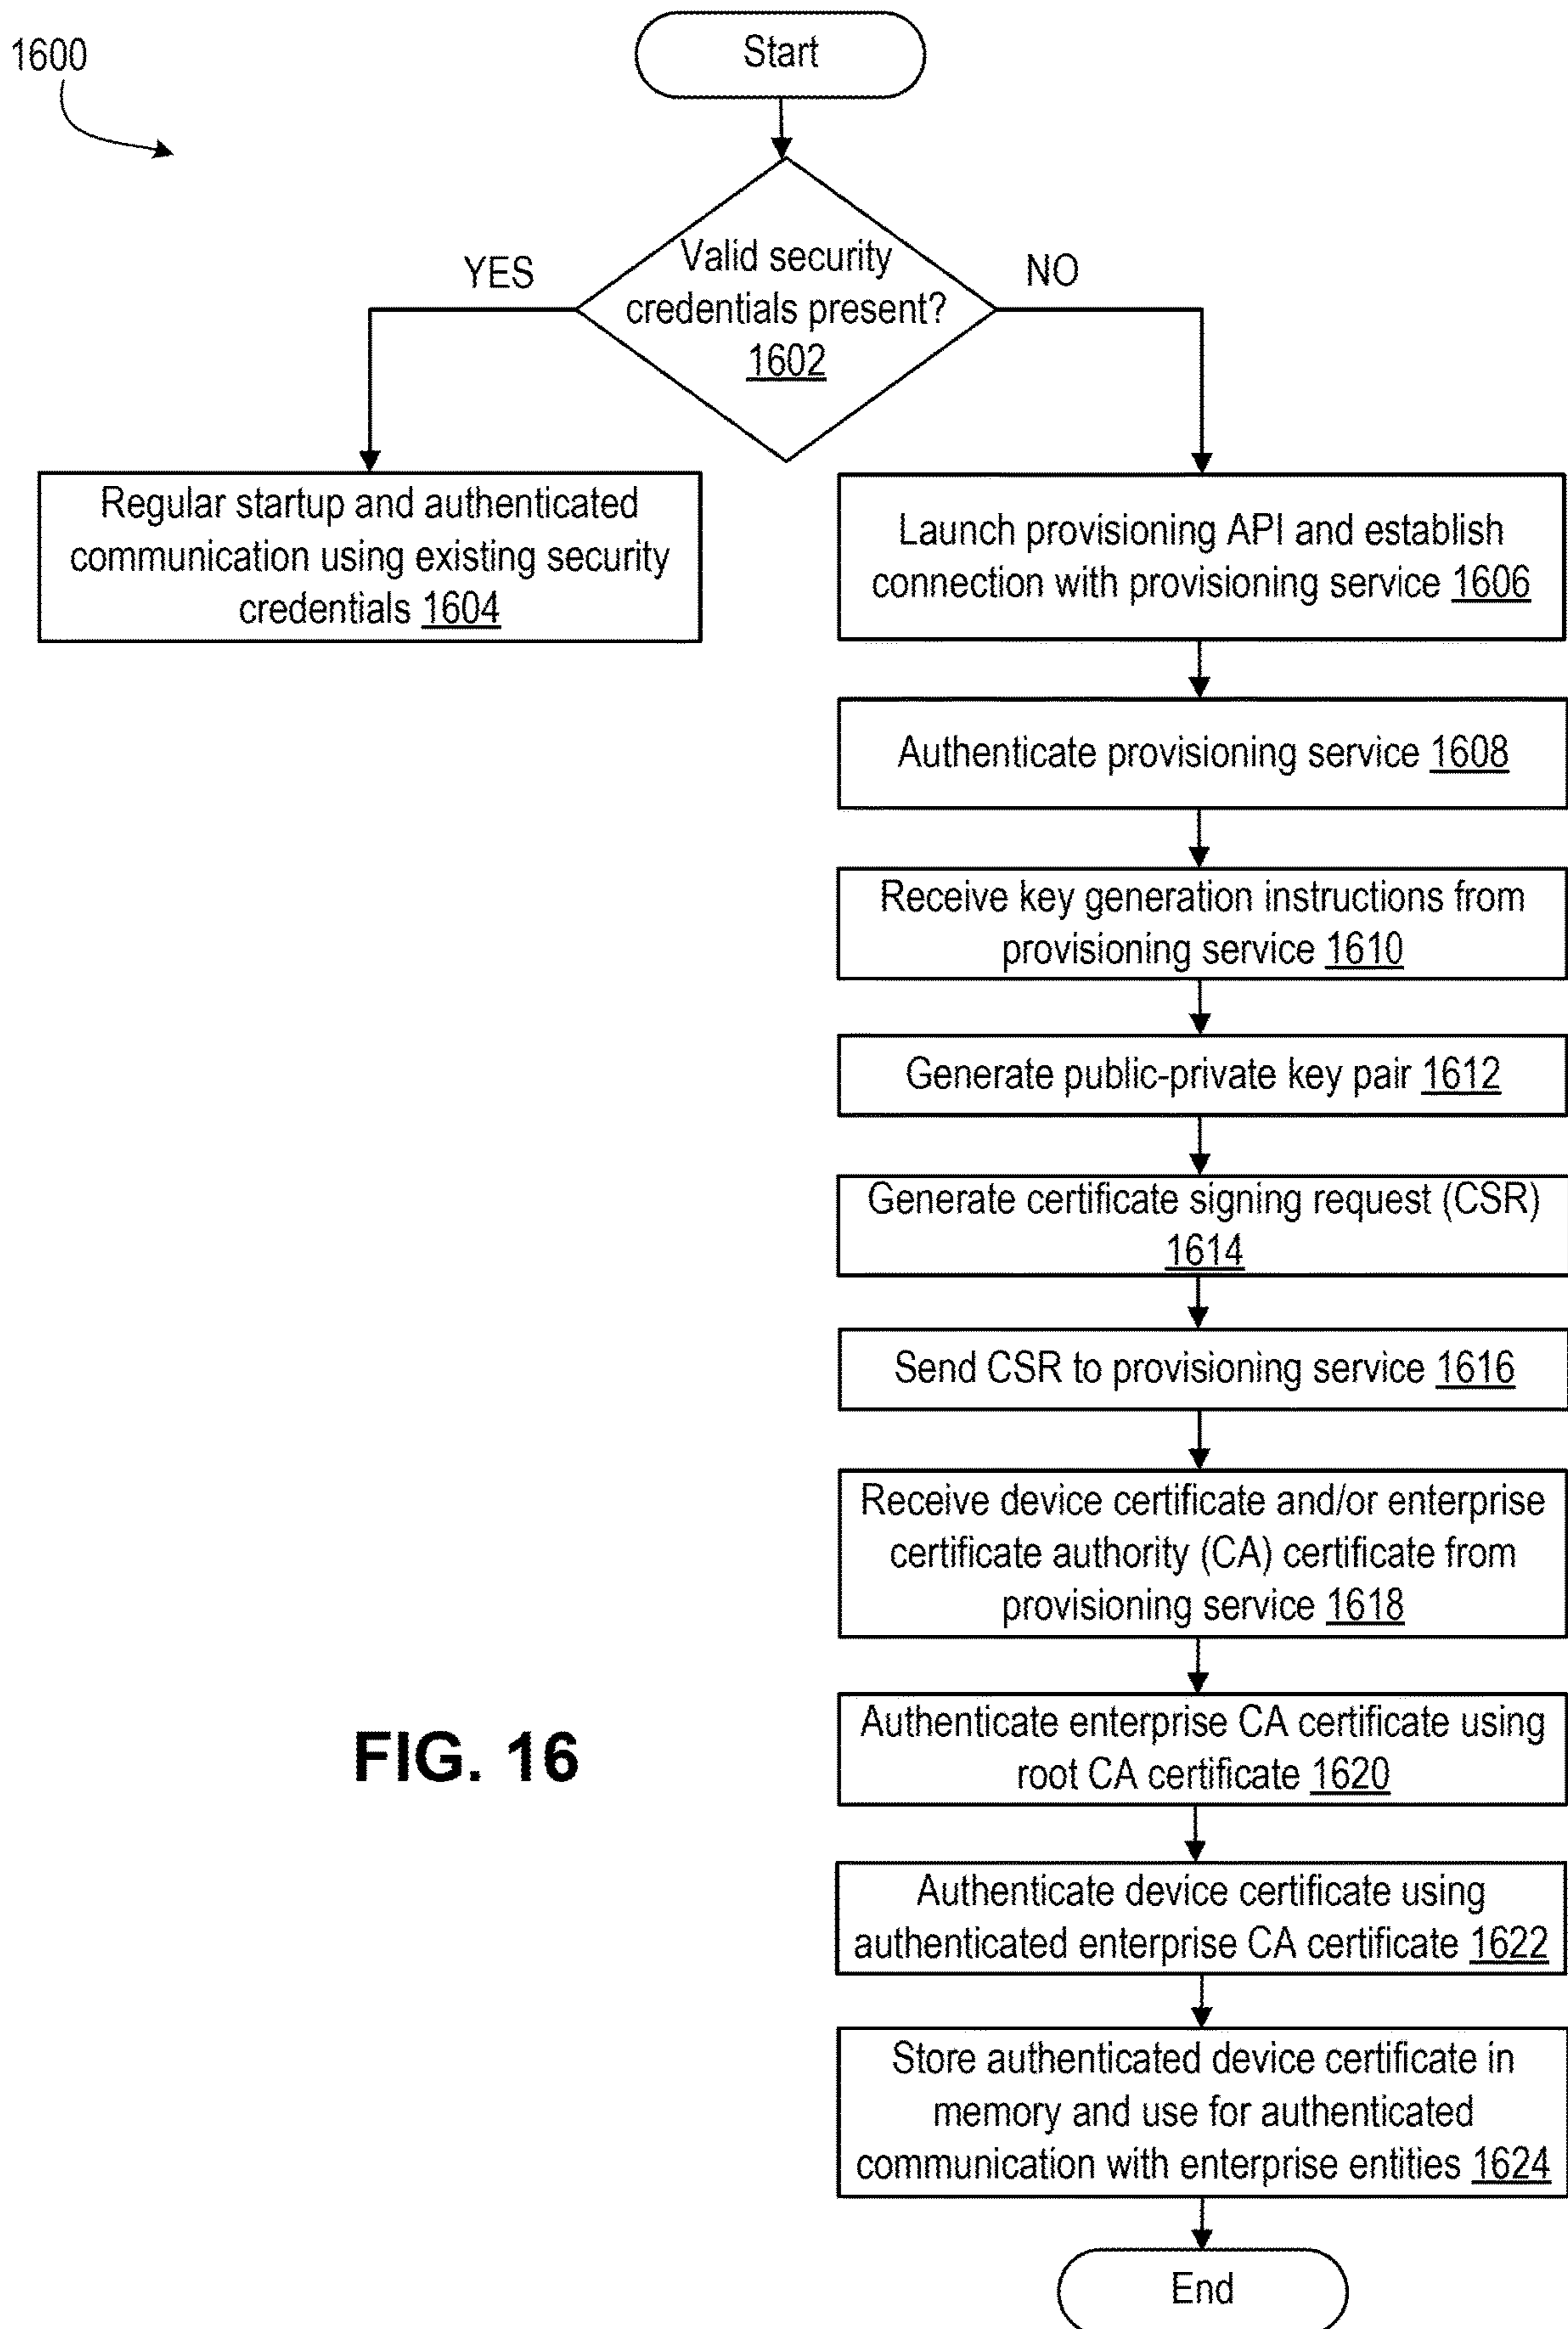 1600
Start
Valid security
credentials present?
1602
YES
NO
Regular startup and authenticated
communication using existing security
credentials 1604
Launch provisioning API and establish
connection with provisioning service 1606
Authenticate provisioning service 1608
Receive key generation instructions from
provisioning service 1610
Generate public-private key pair 1612
Generate certificate signing request (CSR)
1614
Send CSR to provisioning service 1616
Receive device certificate and/or enterprise
certificate authority (CA) certificate from
provisioning service 1618
Authenticate enterprise CA certificate using
root CA certificate 1620
Authenticate device certificate using
authenticated enterprise CA certificate 1622
Store authenticated device certificate in
memory and use for authenticated
communication with enterprise entities 1624
End
FIG. 16